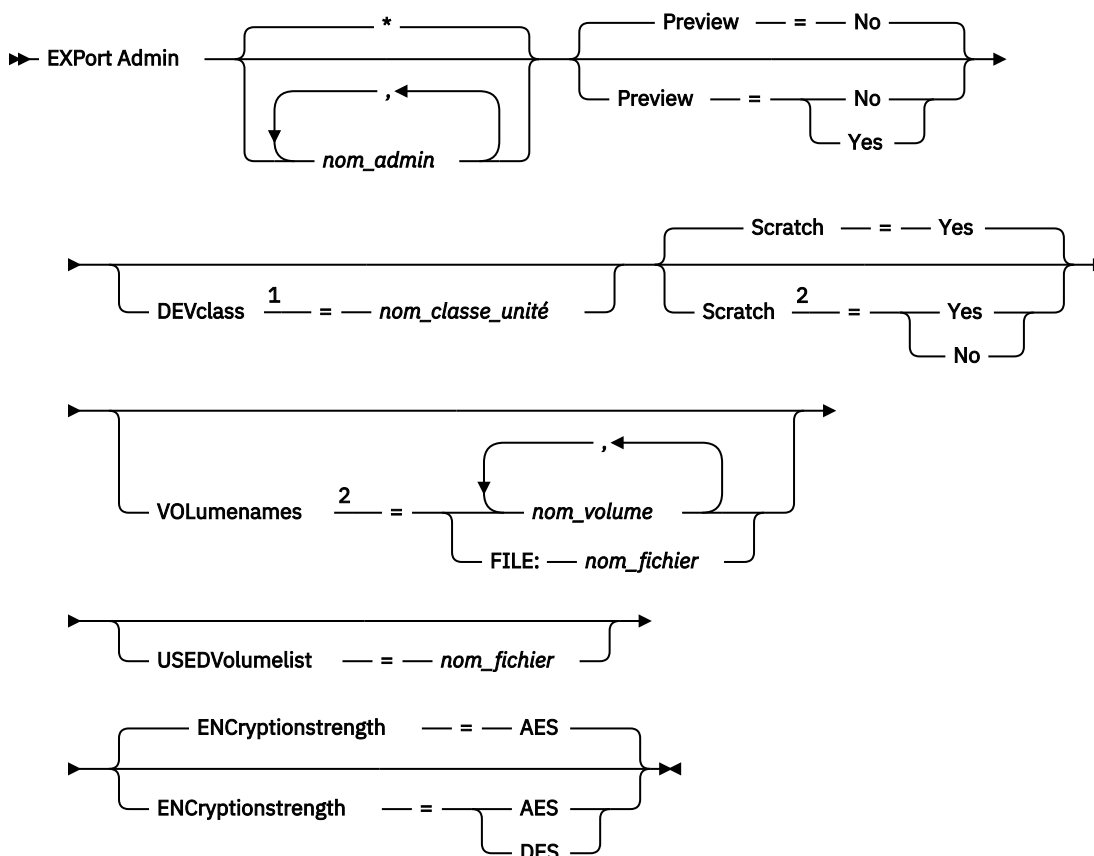 *
Preview = No
EXPort Admin
,
Preview = No
nom_admin
Yes
Scratch = Yes
DEVclass 1 = nom_classe_unité
Scratch 2 = Yes
No
,
VOLumenames 2 = nom_volume
FILE: nom_fichier
USEDVolumelist = nom_fichier
ENCryptionstrength = AES
ENCryptionstrength = AES
DES